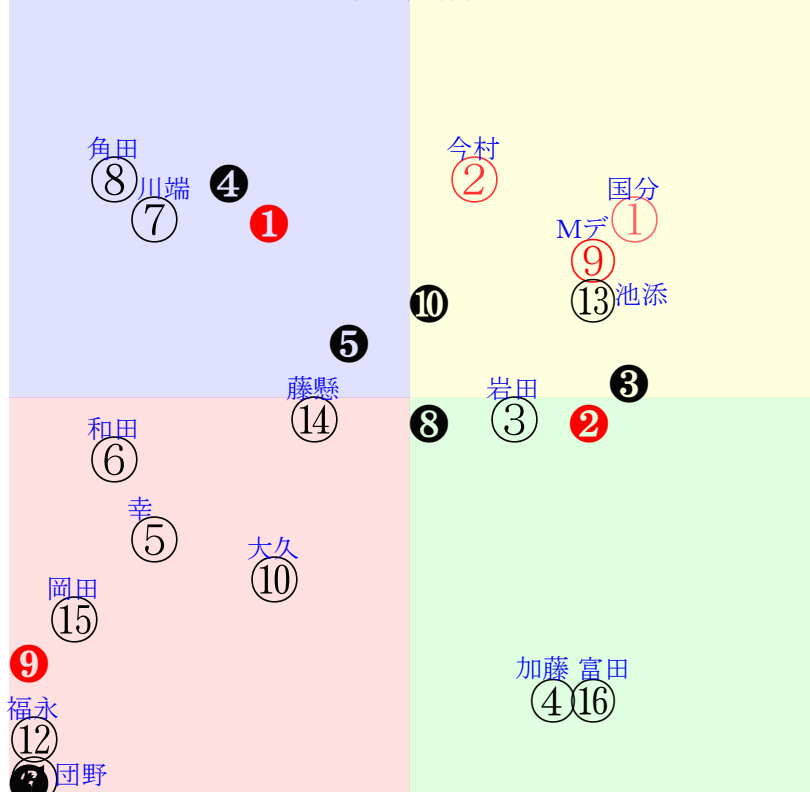 角田
⑧
川端
⑦
❹
❶
今村
②
国分
①
Mデ
⑨
⑬
池添
❿
❺
❸
藤懸
⑭
岩田
③
❽
❷
和田
⑥
幸
⑤
大久
⑩
岡田
⑮
❾
加藤
④
富田
⑯
福永
⑫
団野